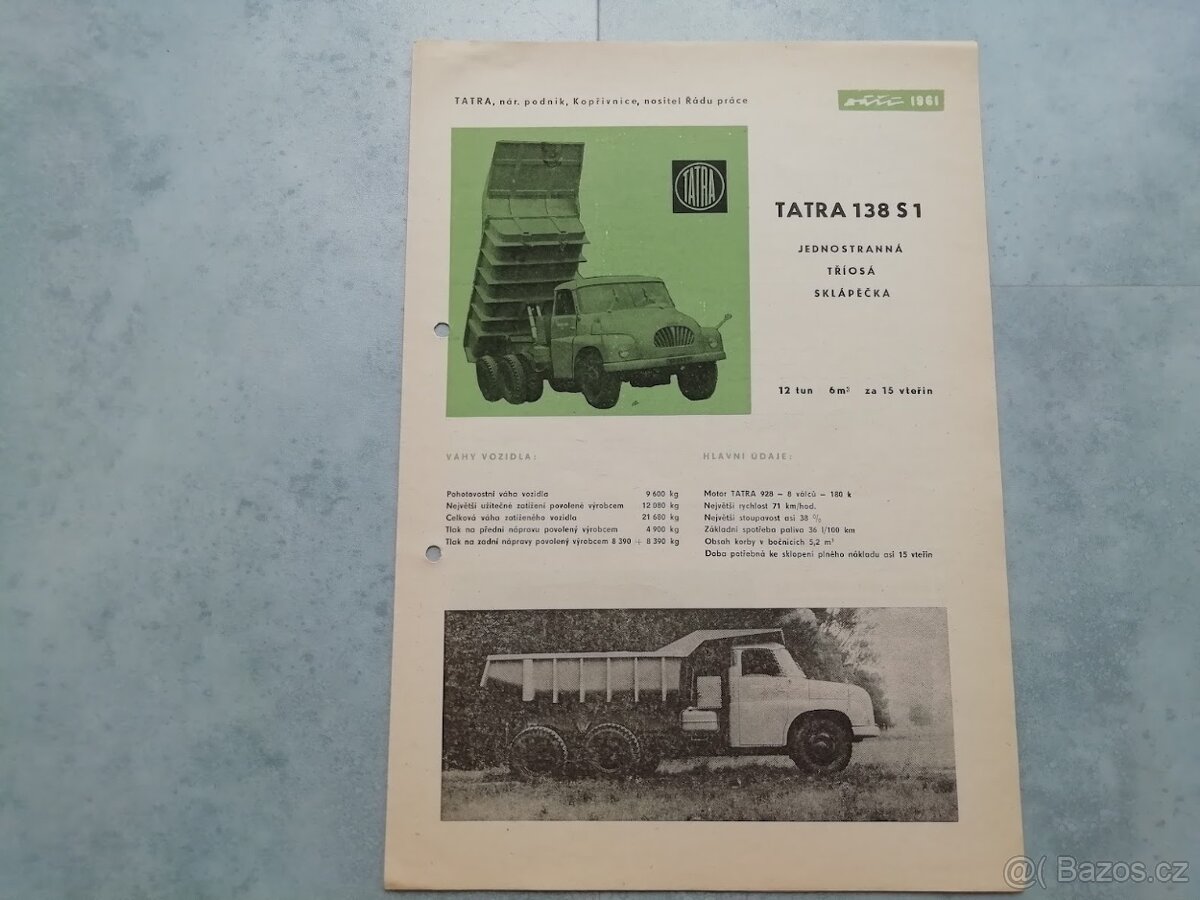 TATRA, nár. podnik, Kopřivnice, nositel Řádu práce
září 1961
TATRA
TATRA 138 S 1
JEDNOSTRANNÁ
TŘÍOSÁ
SKLÁPĚČKA
12 tun 6m³ za 15 vteřin
VÁHY VOZIDLA:
Pohotovostní váha vozidla 9 600 kg
Největší užitečné zatížení povolené výrobcem 12 080 kg
Celková váha zatíženého vozidla 21 680 kg
Tlak na přední nápravu povolený výrobcem 4 900 kg
Tlak na zadní nápravy povolený výrobcem 8 390 + 8 390 kg
HLAVNÍ ÚDAJE:
Motor TATRA 928 – 8 válců – 180 k
Největší rychlost 71 km/hod.
Největší stoupavost asi 38 %
Základní spotřeba paliva 36 l/100 km
Obsah korby v bočnicích 5,2 m³
Doba potřebná ke sklopení plného nákladu asi 15 vteřin
@( Bazos.cz